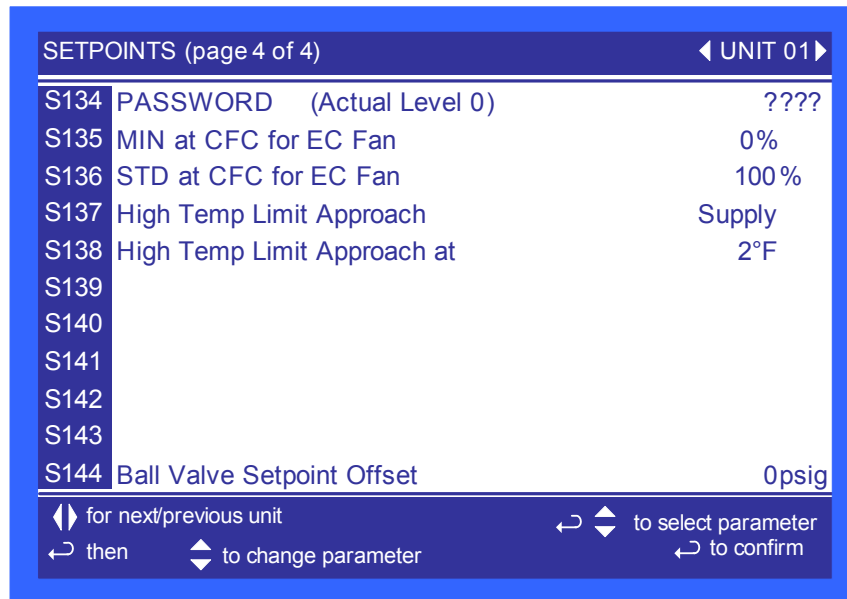 SETPOINTS (page 4 of 4) UNIT 01
S134 PASSWORD (Actual Level 0) ????
S135 MIN at CFC for EC Fan 0%
S136 STD at CFC for EC Fan 100%
S137 High Temp Limit Approach Supply
S138 High Temp Limit Approach at 2°F
S139
S140
S141
S142
S143
S144 Ball Valve Setpoint Offset 0psig
for next/previous unit
to select parameter
then to change parameter
to confirm